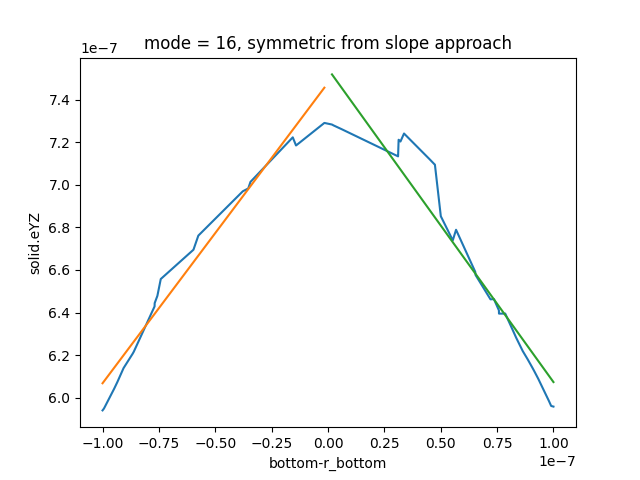 mode = 16, symmetric from slope approach
1e−7
7.4
7.2
7.0
6.8
6.6
6.4
6.2
6.0
solid.eYZ
−1.00 −0.75 −0.50 −0.25 0.00 0.25 0.50 0.75 1.00
bottom-r_bottom
1e−7